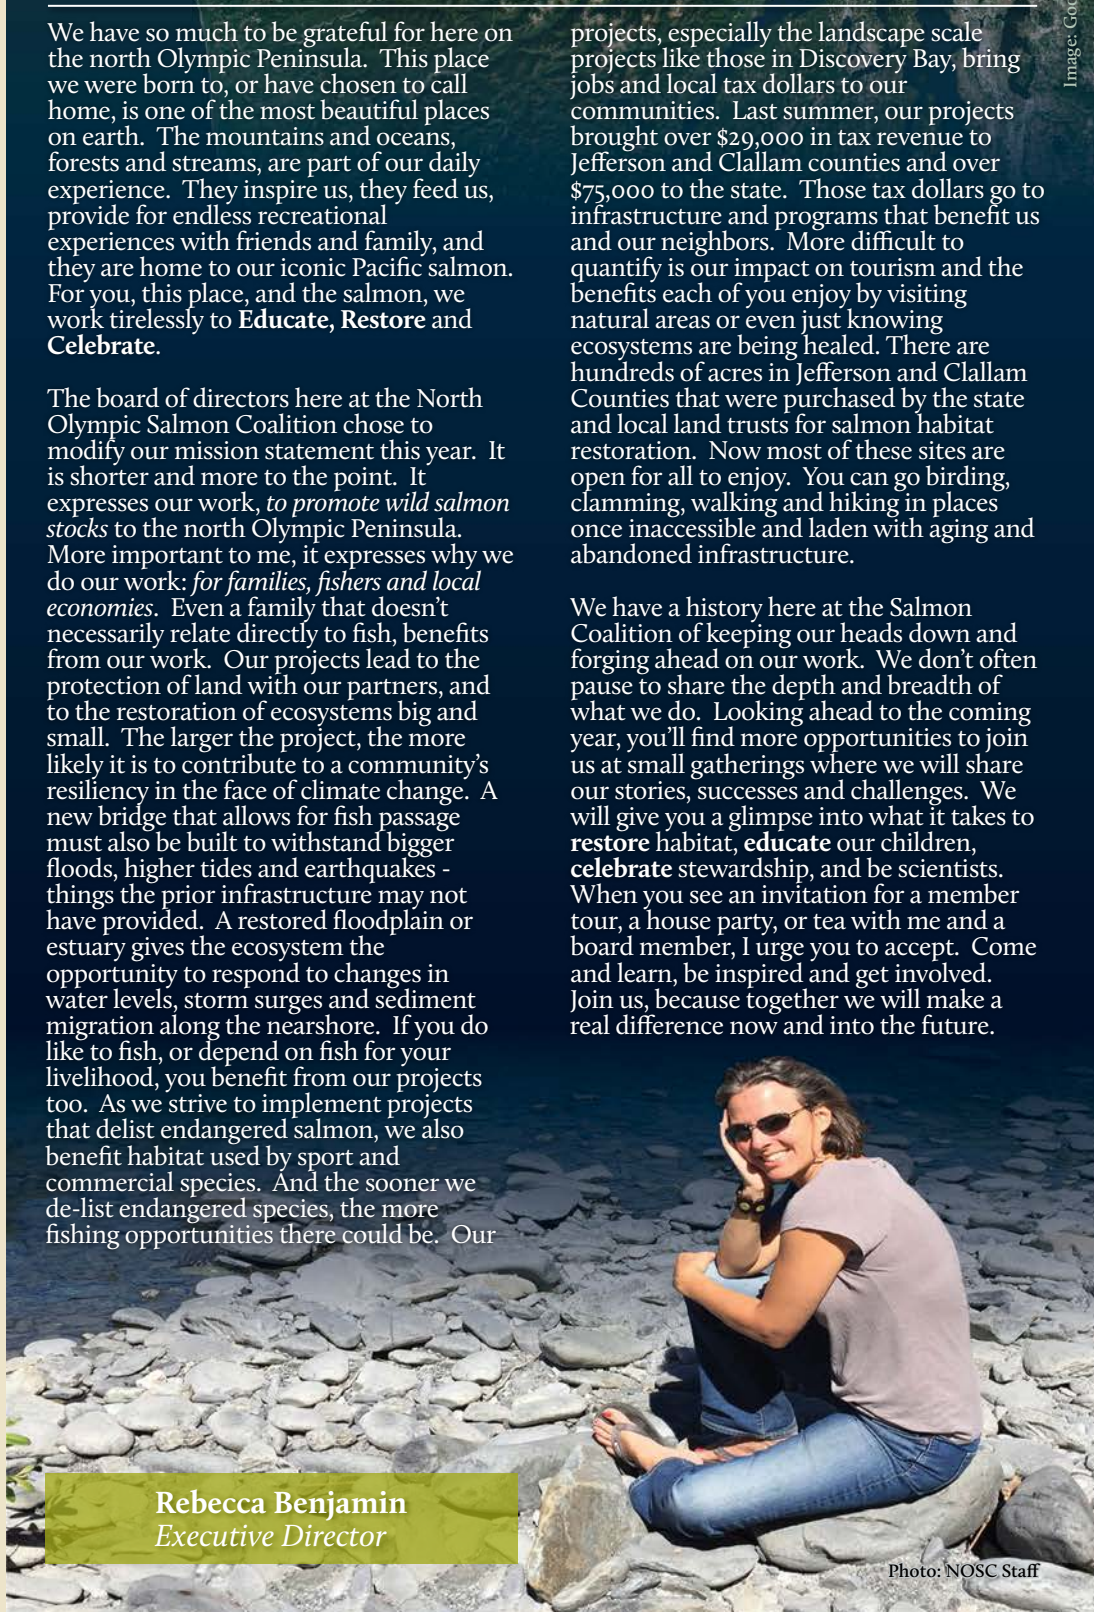 We have so much to be grateful for here on
the north Olympic Peninsula.  This place
we were born to, or have chosen to call
home, is one of the most beautiful places
on earth.  The mountains and oceans,
forests and streams, are part of our daily
experience.  They inspire us, they feed us,
provide for endless recreational
experiences with friends and family, and
they are home to our iconic Pacific salmon.
For you, this place, and the salmon, we
work tirelessly to Educate, Restore and
Celebrate.
The board of directors here at the North
Olympic Salmon Coalition chose to
modify our mission statement this year.  It
is shorter and more to the point.  It
expresses our work, to promote wild salmon
stocks to the north Olympic Peninsula.
More important to me, it expresses why we
do our work: for families, fishers and local
economies.  Even a family that doesn't
necessarily relate directly to fish, benefits
from our work.  Our projects lead to the
protection of land with our partners, and
to the restoration of ecosystems big and
small.  The larger the project, the more
likely it is to contribute to a community's
resiliency in the face of climate change.  A
new bridge that allows for fish passage
must also be built to withstand bigger
floods, higher tides and earthquakes -
things the prior infrastructure may not
have provided.  A restored floodplain or
estuary gives the ecosystem the
opportunity to respond to changes in
water levels, storm surges and sediment
migration along the nearshore.  If you do
like to fish, or depend on fish for your
livelihood, you benefit from our projects
too.  As we strive to implement projects
that delist endangered salmon, we also
benefit habitat used by sport and
commercial species.  And the sooner we
de-list endangered species, the more
fishing opportunities there could be.  Our
projects, especially the landscape scale
projects like those in Discovery Bay, bring
jobs and local tax dollars to our
communities.  Last summer, our projects
brought over $29,000 in tax revenue to
Jefferson and Clallam counties and over
$75,000 to the state.  Those tax dollars go to
infrastructure and programs that benefit us
and our neighbors.  More difficult to
quantify is our impact on tourism and the
benefits each of you enjoy by visiting
natural areas or even just knowing
ecosystems are being healed. There are
hundreds of acres in Jefferson and Clallam
Counties that were purchased by the state
and local land trusts for salmon habitat
restoration.  Now most of these sites are
open for all to enjoy.  You can go birding,
clamming, walking and hiking in places
once inaccessible and laden with aging and
abandoned infrastructure.
We have a history here at the Salmon
Coalition of keeping our heads down and
forging ahead on our work.  We don't often
pause to share the depth and breadth of
what we do.  Looking ahead to the coming
year, you'll find more opportunities to join
us at small gatherings where we will share
our stories, successes and challenges.  We
will give you a glimpse into what it takes to
restore habitat, educate our children,
celebrate stewardship, and be scientists.
When you see an invitation for a member
tour, a house party, or tea with me and a
board member, I urge you to accept.  Come
and learn, be inspired and get involved.
Join us, because together we will make a
real difference now and into the future.
Rebecca Benjamin
Executive Director
Photo: NOSC Staff
Image: